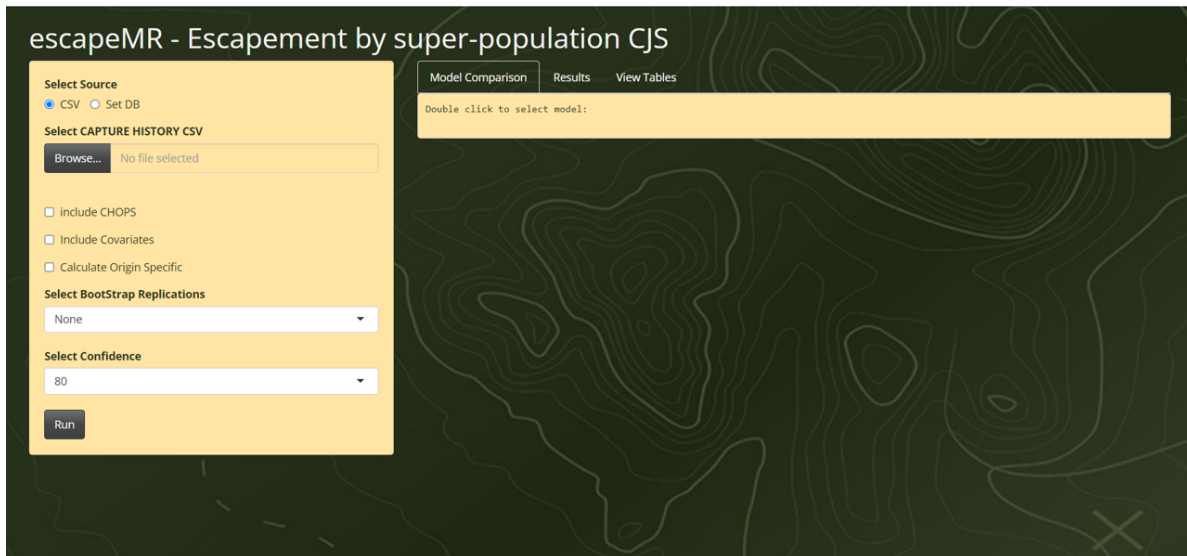 escapeMR - Escapement by super-population CJS
Select Source
CSV Set DB
Select CAPTURE HISTORY CSV
Browse... No file selected
include CHOPS
Include Covariates
Calculate Origin Specific
Select BootStrap Replications
None
Select Confidence
80
Run
Model Comparison Results View Tables
Double click to select model: